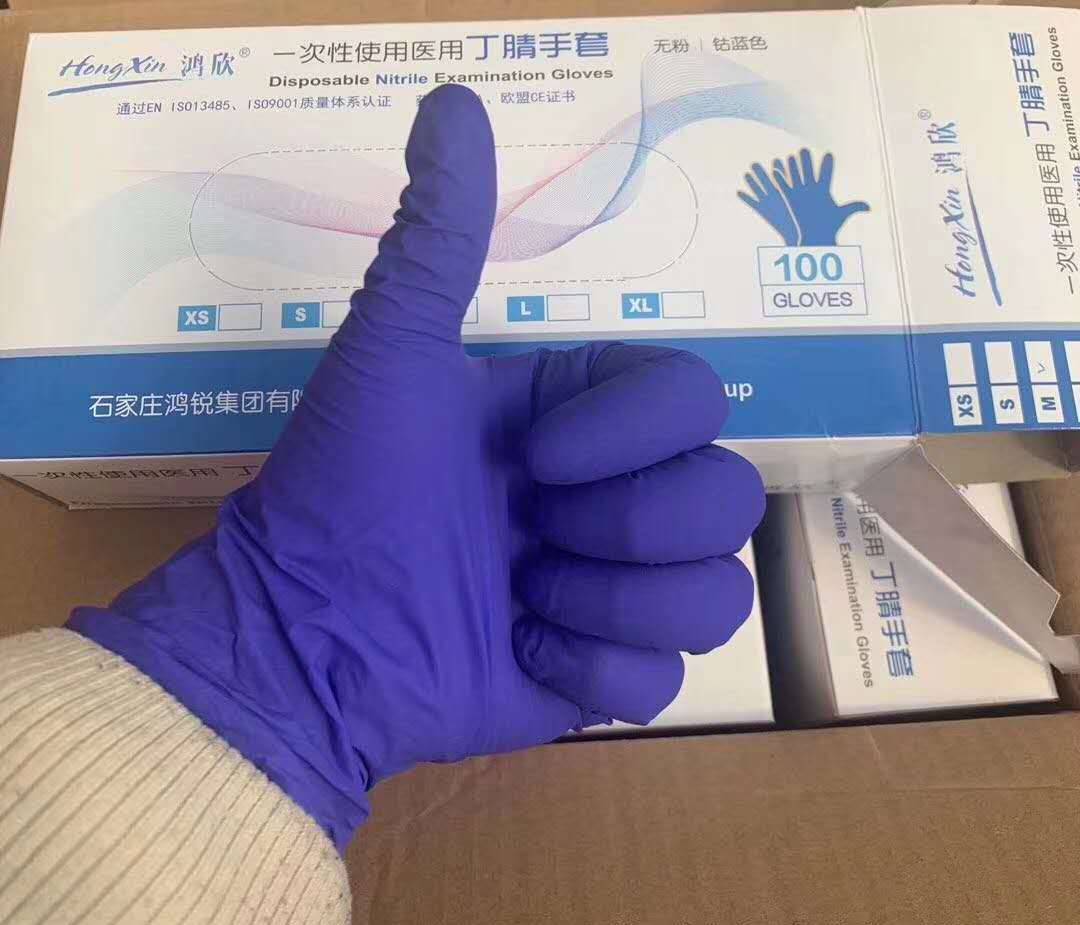 HongXin 鸿欣®
一次性使用医用丁腈手套 无粉 | 钴蓝色
Disposable Nitrile Examination Gloves
通过EN ISO13485、ISO9001质量体系认证
、欧盟CE证书
100
GLOVES
XS
S
L
XL
石家庄鸿锐集团有
up
一次性使用医用 丁
HongXin 鸿欣®
一次性使用医用 丁腈手套
Nitrile Examination Gloves
XS
S
M
用医用 丁腈手套
Nitrile Examination Gloves